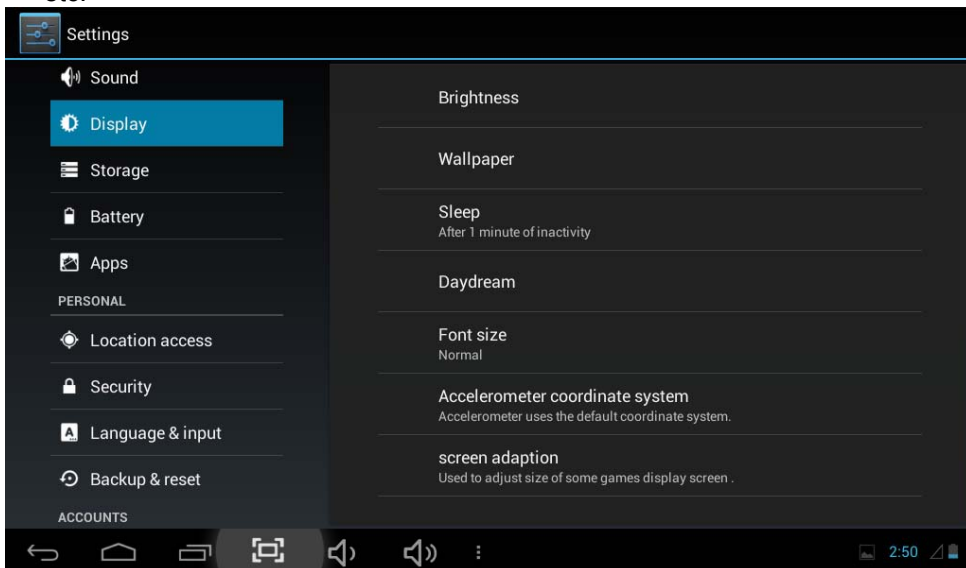 Settings
Sound
Display
Storage
Battery
Apps
PERSONAL
Location access
Security
Language & input
Backup & reset
ACCOUNTS
Brightness
Wallpaper
Sleep
After 1 minute of inactivity
Daydream
Font size
Normal
Accelerometer coordinate system
Accelerometer uses the default coordinate system.
screen adaption
Used to adjust size of some games display screen .
2:50